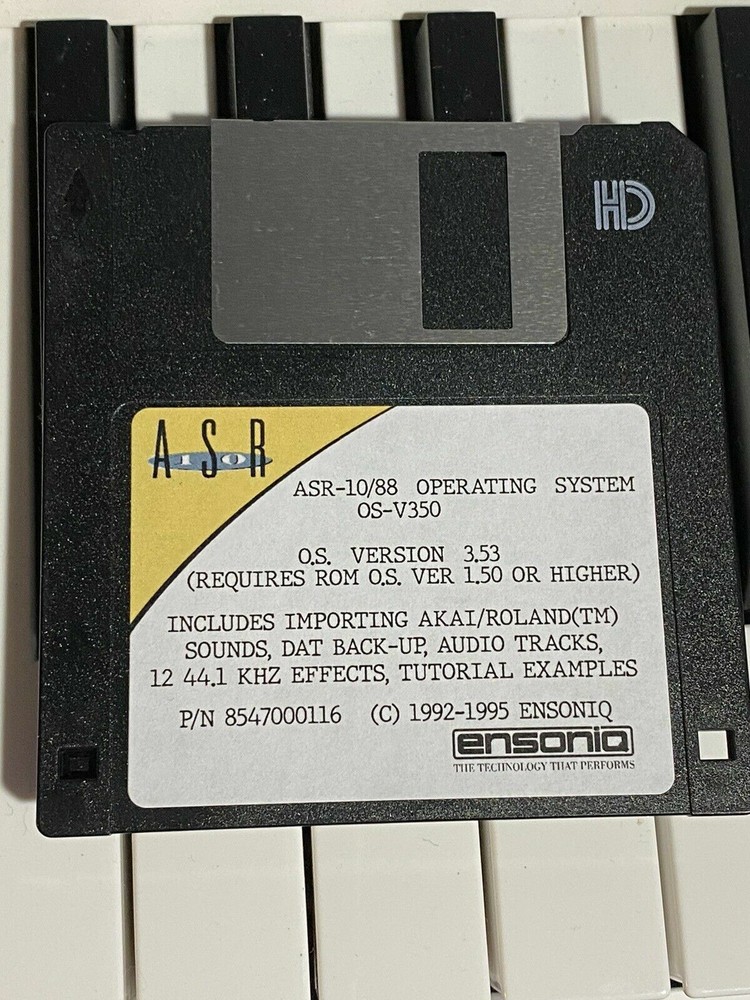 HD
ASR
10
ASR-10/88 OPERATING SYSTEM
OS-V350
O.S. VERSION 3.53
(REQUIRES ROM O.S. VER 1.50 OR HIGHER)
INCLUDES IMPORTING AKAI/ROLAND(TM)
SOUNDS, DAT BACK-UP, AUDIO TRACKS,
12 44.1 KHZ EFFECTS, TUTORIAL EXAMPLES
P/N 8547000116 (C) 1992-1995 ENSONIQ
ensoniq
THE TECHNOLOGY THAT PERFORMS